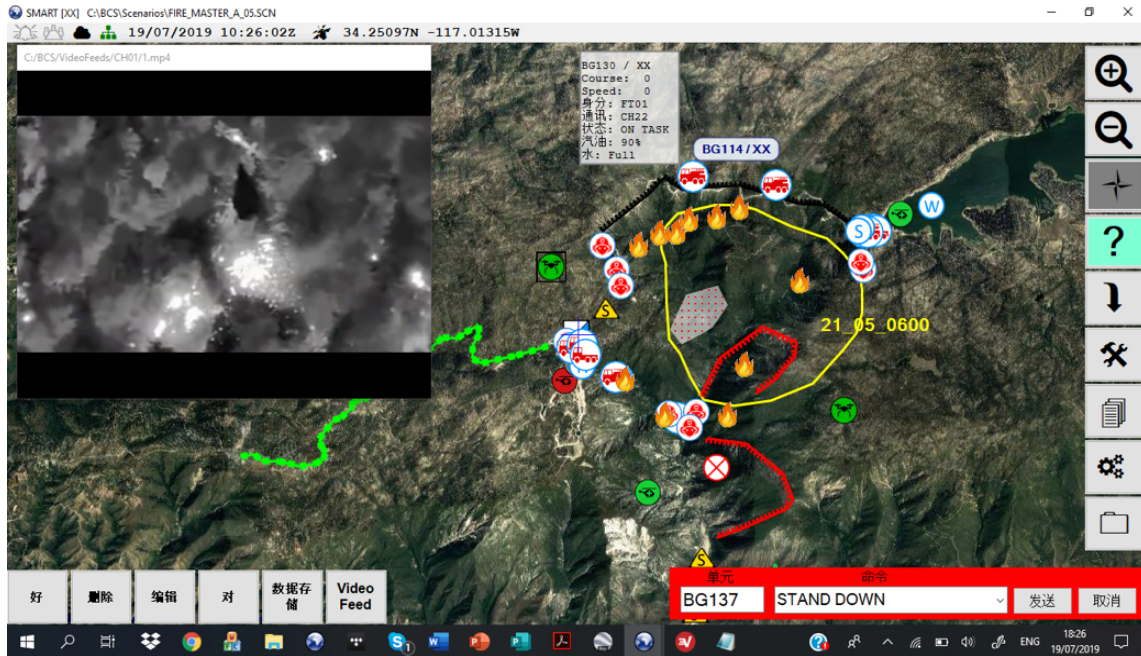 SMART [XX] C:\BCS\Scenarios\FIRE_MASTER_A_05.SCN
19/07/2019 10:26:02Z 34.25097N -117.01315W
C:/BCS/VideoFeeds/CH01/1.mp4
BG130 / XX
Course: 0
Speed: 0
身分: FT01
通讯: CH22
状态: ON TASK
汽油: 90%
水: Full
BG114/XX
W
S
S
21_05_0600
S
?
单元
命令
BG137
STAND DOWN
发送
取消
好
删除
编辑
对
数据存
储
Video
Feed
ENG
18:26
19/07/2019